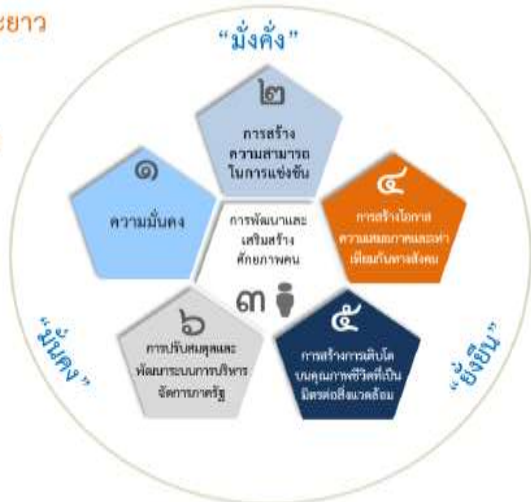 ะยาว
“มั่งคั่ง”
๒
การสร้าง
ความสามารถ
ในการแข่งขัน
๑
ความมั่นคง
การพัฒนาและ
เสริมสร้าง
ศักยภาพคน
๓
๔
การสร้างโอกาส
ความเสมอภาคและเท่า
เทียมกันทางสังคม
๖
การปรับสมดุลและ
พัฒนาระบบการบริหาร
จัดการภาครัฐ
๕
การสร้างการเติบโต
บนคุณภาพชีวิตที่เป็น
มิตรต่อสิ่งแวดล้อม
“มั่นคง”
“ยั่งยืน”